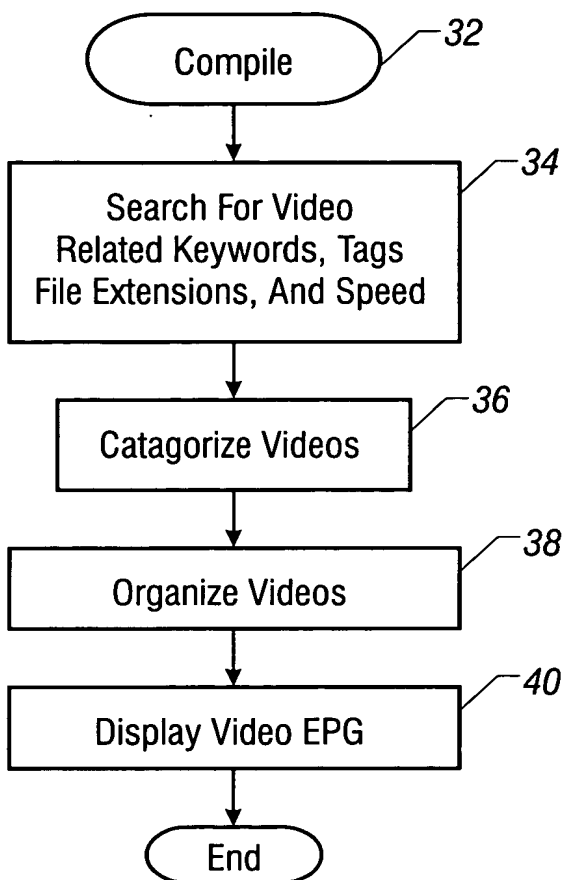 Compile
32
Search For Video
Related Keywords, Tags
File Extensions, And Speed
34
Catagorize Videos
36
Organize Videos
38
Display Video EPG
40
End